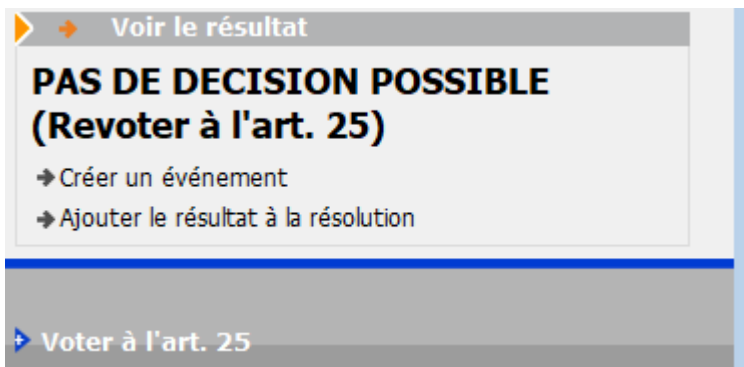 Voir le résultat
PAS DE DECISION POSSIBLE
(Revoter à l'art. 25)
Créer un événement
Ajouter le résultat à la résolution
Voter à l'art. 25